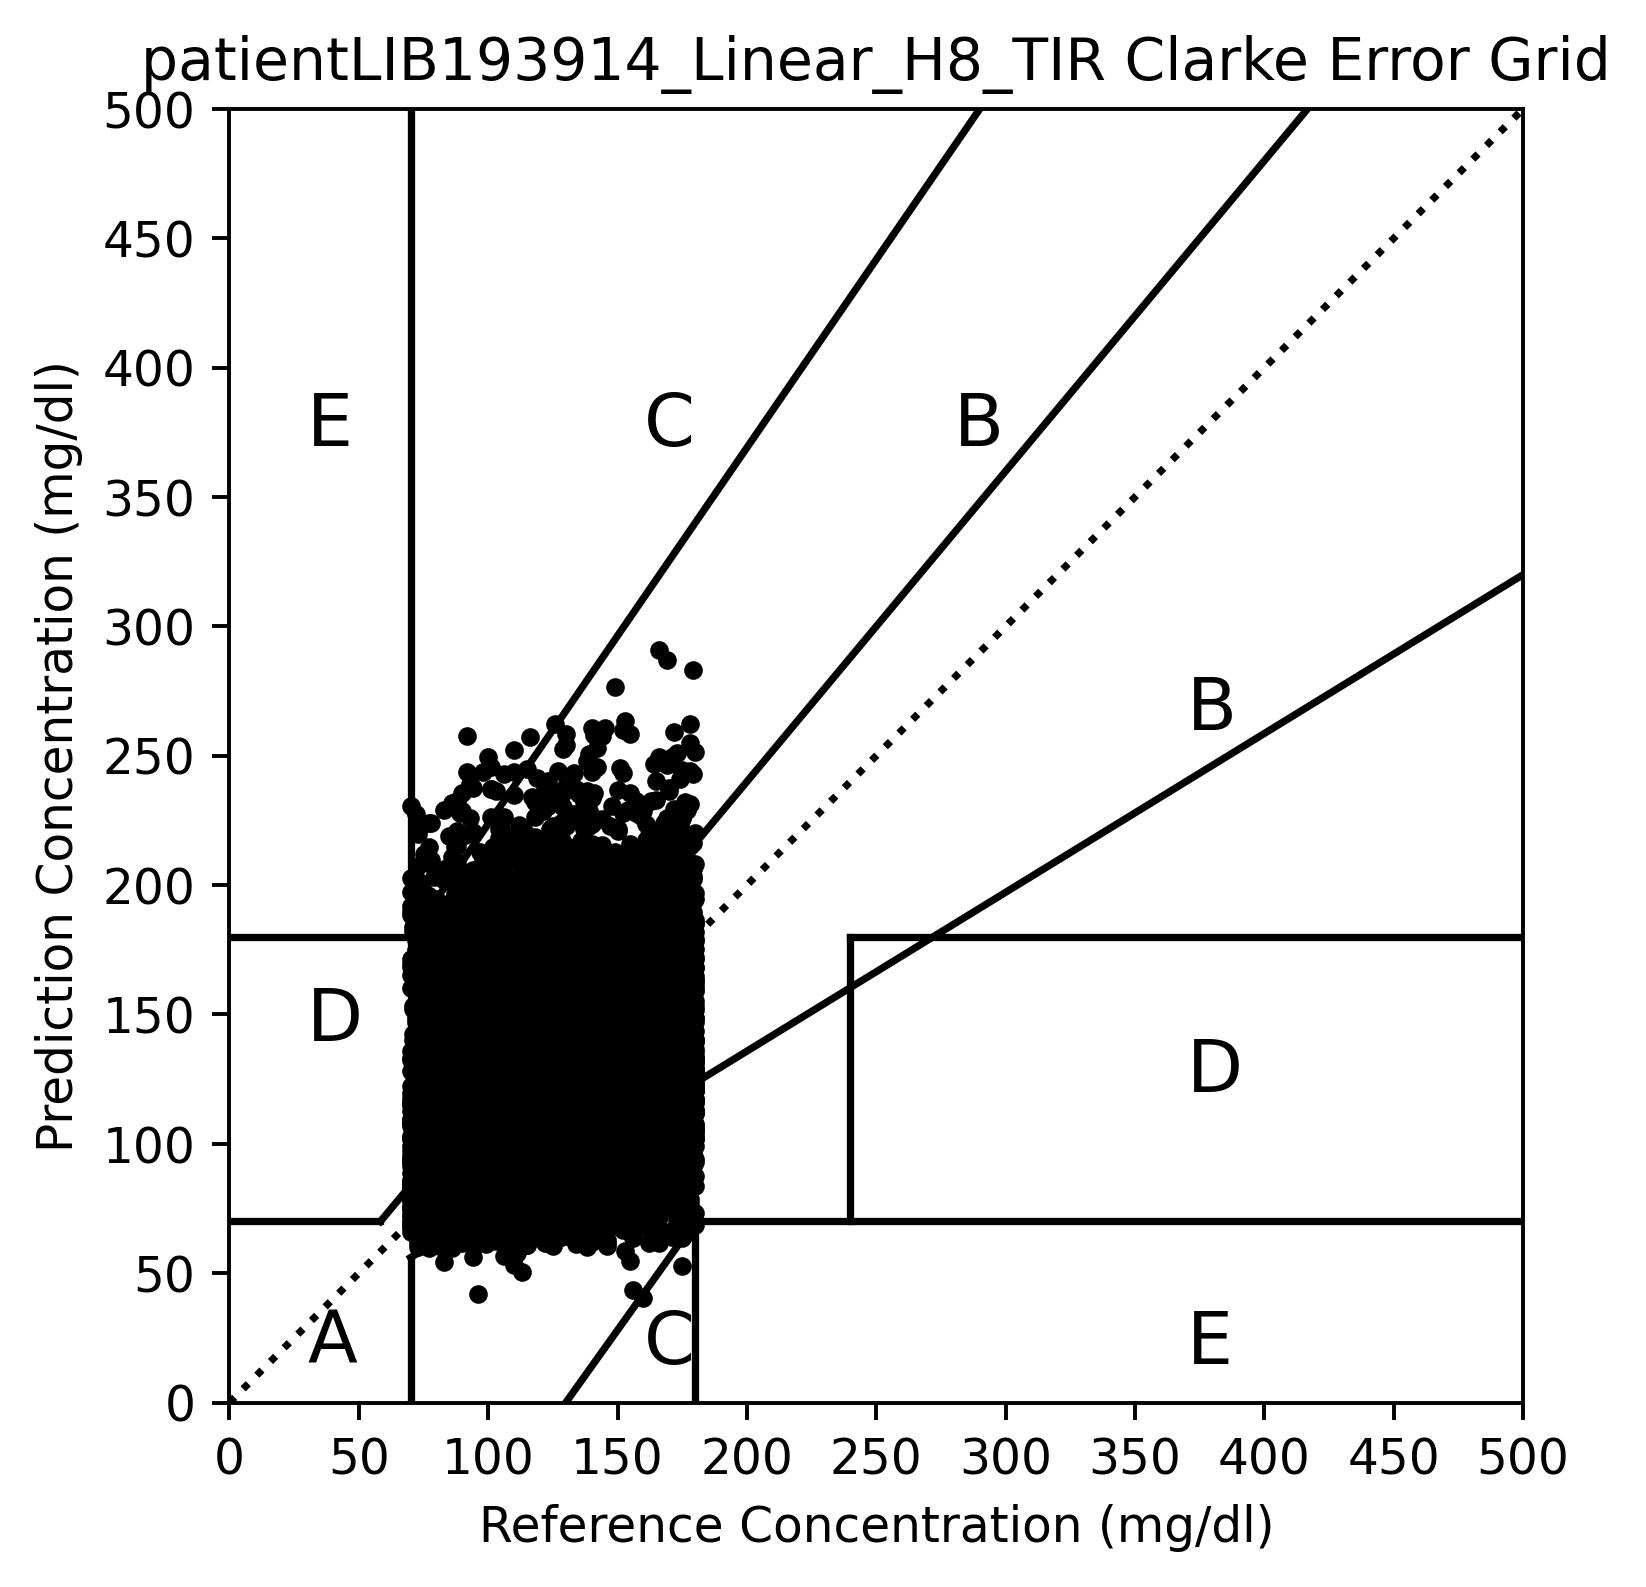 patientLIB193914_Linear_H8_TIR Clarke Error Grid
500
450
400
350
300
250
200
150
100
50
0
Prediction Concentration (mg/dl)
E
C
B
B
D
D
A
C
E
0 50 100 150 200 250 300 350 400 450 500
Reference Concentration (mg/dl)